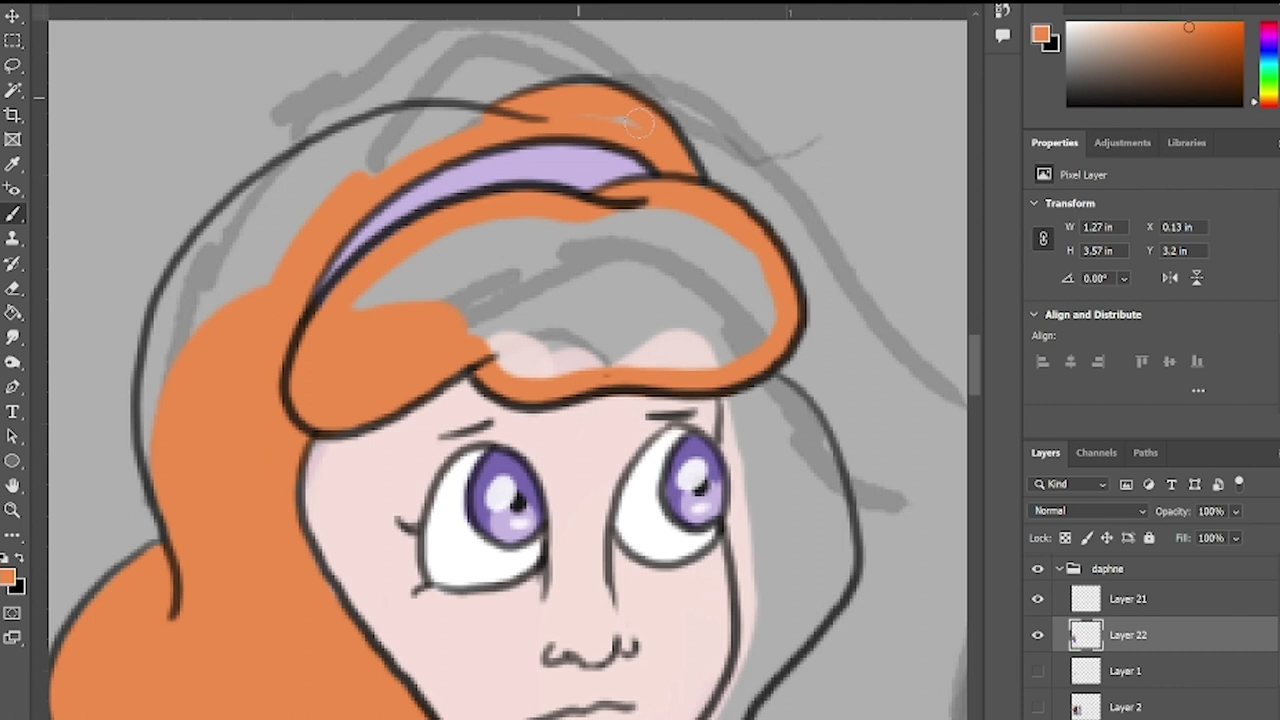 Properties
Adjustments
Libraries
Pixel Layer
Transform
W 1.27 in X 0.13 in
H 3.57 in Y 3.2 in
0.00°
Align and Distribute
Align:
Layers
Channels
Paths
Kind
T
Normal Opacity: 100%
Lock: Fill: 100%
daphne
Layer 21
Layer 22
Layer 1
Layer 2
T